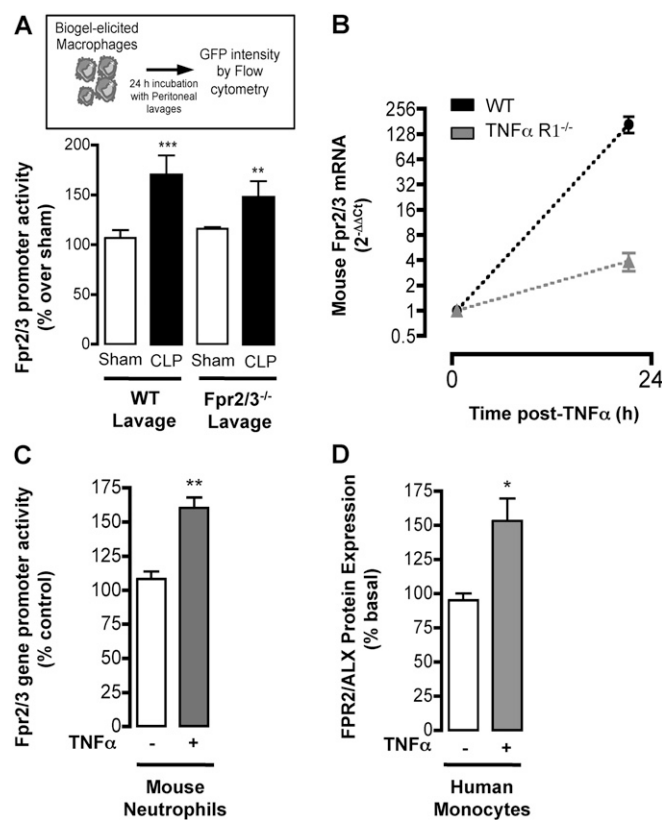 A
Biogel-elicited
Macrophages
24 h incubation
with Peritoneal
lavages
GFP intensity
by Flow
cytometry
Fpr2/3 promoter activity
(% over sham)
200
150
100
50
0
***
**
Sham CLP Sham CLP
WT
Lavage
Fpr2/3-/-
Lavage
B
WT
TNFα R1-/-
Mouse Fpr2/3 mRNA
(2-ΔΔCt)
256
128
64
32
16
8
4
2
1
0.5
0 24
Time post-TNFα (h)
C
Fpr2/3 gene promoter activity
(% control)
175
150
125
100
75
50
25
0
**
TNFα - +
Mouse
Neutrophils
D
FPR2/ALX Protein Expression
(% basal)
175
150
125
100
75
50
25
0
*
TNFα - +
Human
Monocytes